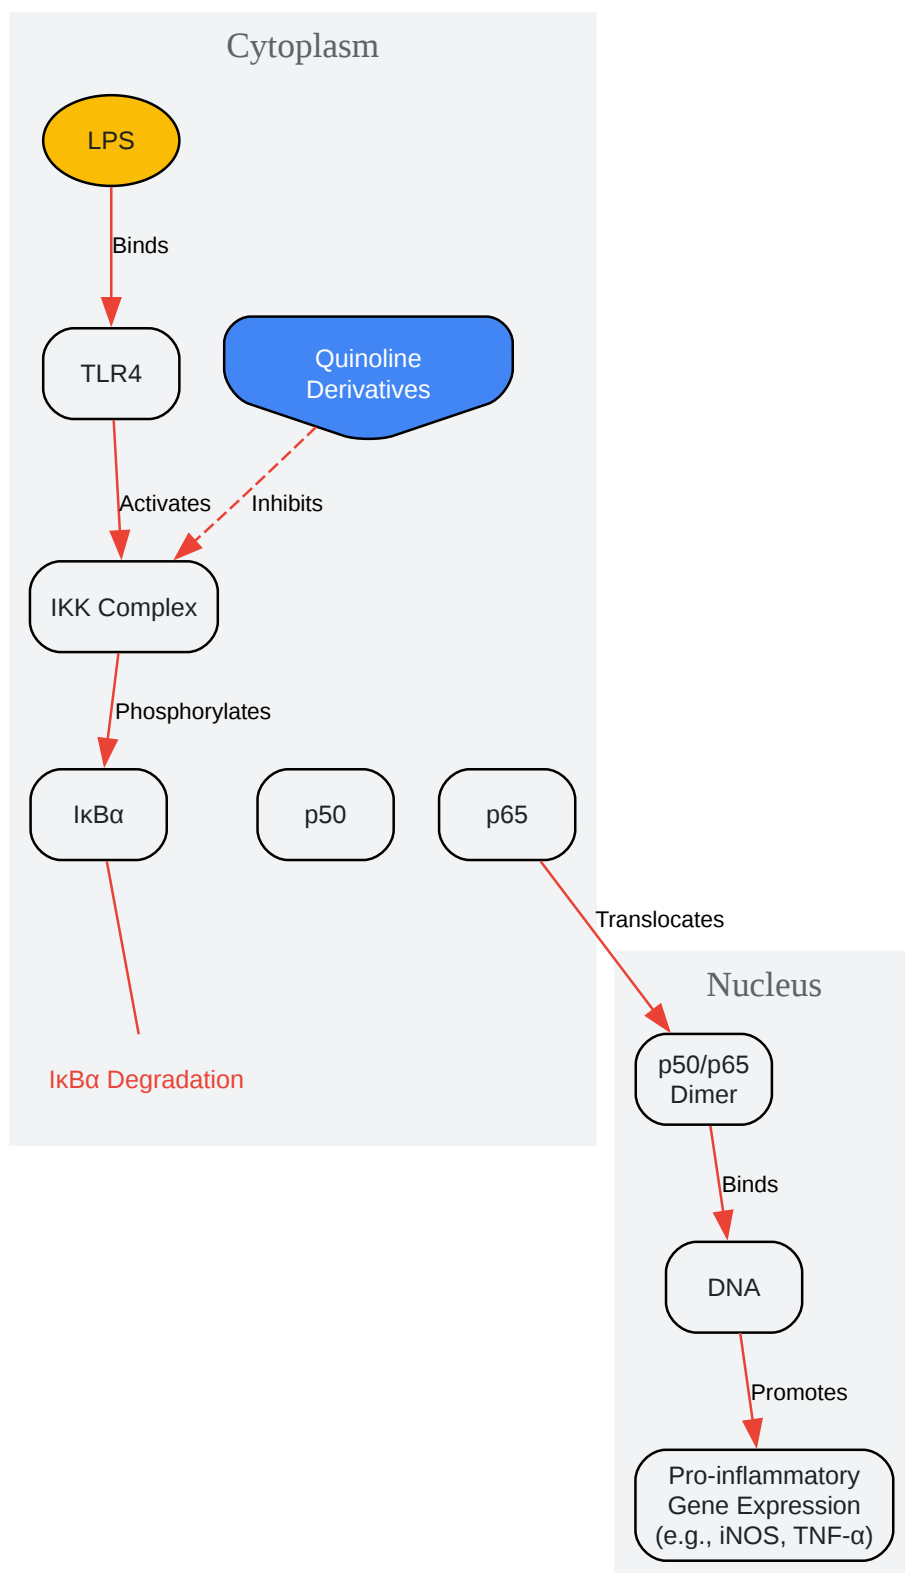 Cytoplasm
LPS
Binds
TLR4
Quinoline
Derivatives
Activates
Inhibits
IKK Complex
Phosphorylates
IκBα
p50
p65
Translocates
Nucleus
p50/p65
Dimer
IκBα Degradation
Binds
DNA
Promotes
Pro-inflammatory
Gene Expression
(e.g., iNOS, TNF-α)